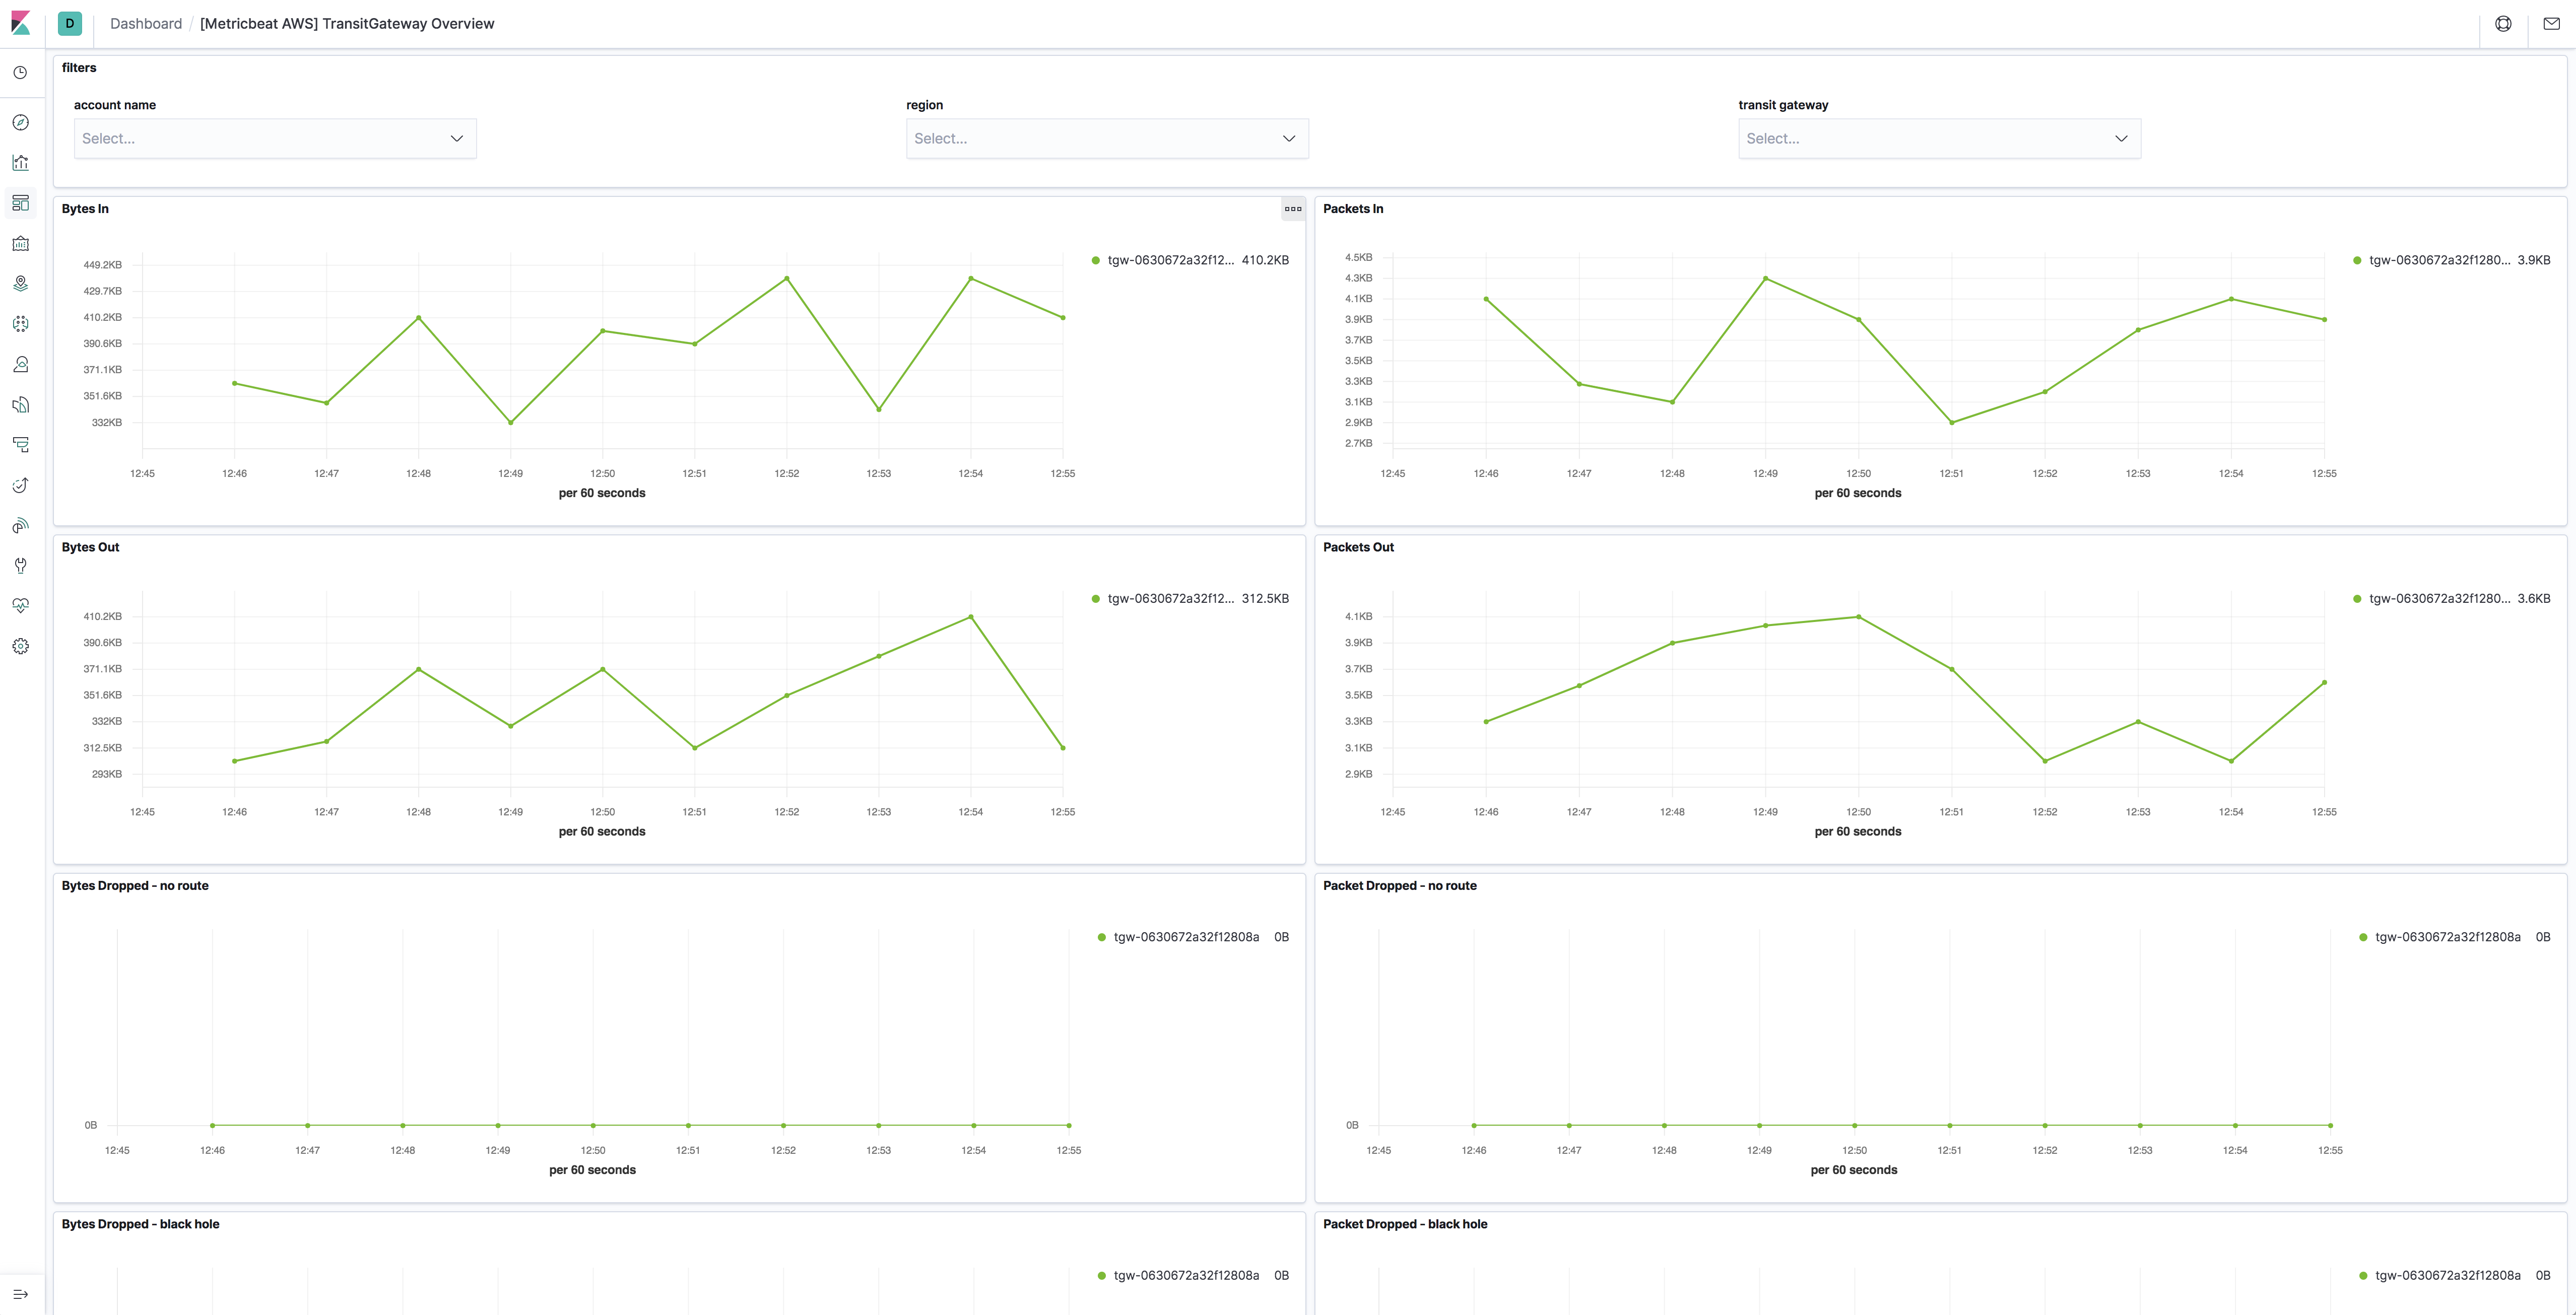 D Dashboard / [Metricbeat AWS] TransitGateway Overview
filters
account name region transit gateway
Select... Select... Select...
Bytes In
449.2KB
429.7KB
410.2KB
390.6KB
371.1KB
351.6KB
332KB
12:45 12:46 12:47 12:48 12:49 12:50 12:51 12:52 12:53 12:54 12:55
per 60 seconds
tgw-0630672a32f12... 410.2KB
Packets In
4.5KB
4.3KB
4.1KB
3.9KB
3.7KB
3.5KB
3.3KB
3.1KB
2.9KB
2.7KB
12:45 12:46 12:47 12:48 12:49 12:50 12:51 12:52 12:53 12:54 12:55
per 60 seconds
tgw-0630672a32f1280... 3.9KB
Bytes Out
410.2KB
390.6KB
371.1KB
351.6KB
332KB
312.5KB
293KB
12:45 12:46 12:47 12:48 12:49 12:50 12:51 12:52 12:53 12:54 12:55
per 60 seconds
tgw-0630672a32f12... 312.5KB
Packets Out
4.1KB
3.9KB
3.7KB
3.5KB
3.3KB
3.1KB
2.9KB
12:45 12:46 12:47 12:48 12:49 12:50 12:51 12:52 12:53 12:54 12:55
per 60 seconds
tgw-0630672a32f1280... 3.6KB
Bytes Dropped - no route
0B
12:45 12:46 12:47 12:48 12:49 12:50 12:51 12:52 12:53 12:54 12:55
per 60 seconds
tgw-0630672a32f12808a 0B
Packet Dropped - no route
0B
12:45 12:46 12:47 12:48 12:49 12:50 12:51 12:52 12:53 12:54 12:55
per 60 seconds
tgw-0630672a32f12808a 0B
Bytes Dropped - black hole
tgw-0630672a32f12808a 0B
Packet Dropped - black hole
tgw-0630672a32f12808a 0B